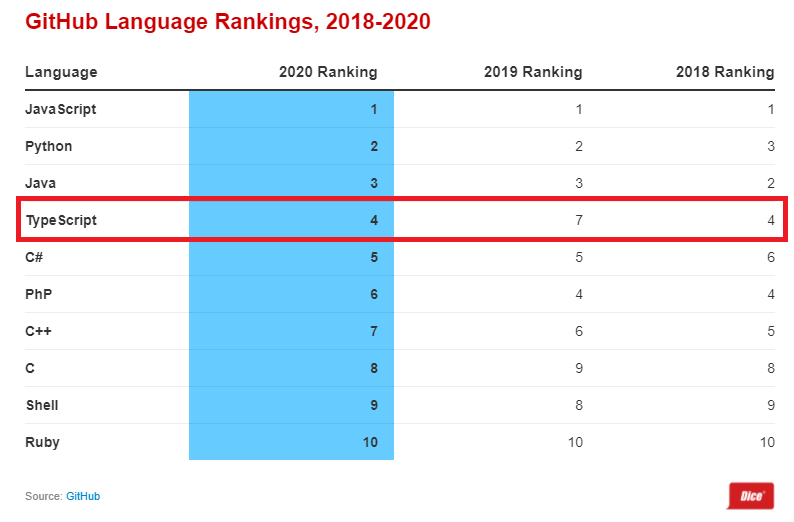 GitHub Language Rankings, 2018-2020
Language 2020 Ranking 2019 Ranking 2018 Ranking
JavaScript 1 1 1
Python 2 2 3
Java 3 3 2
TypeScript 4 7 4
C# 5 5 6
PhP 6 4 4
C++ 7 6 5
C 8 9 8
Shell 9 8 9
Ruby 10 10 10
Source: GitHub
Dice